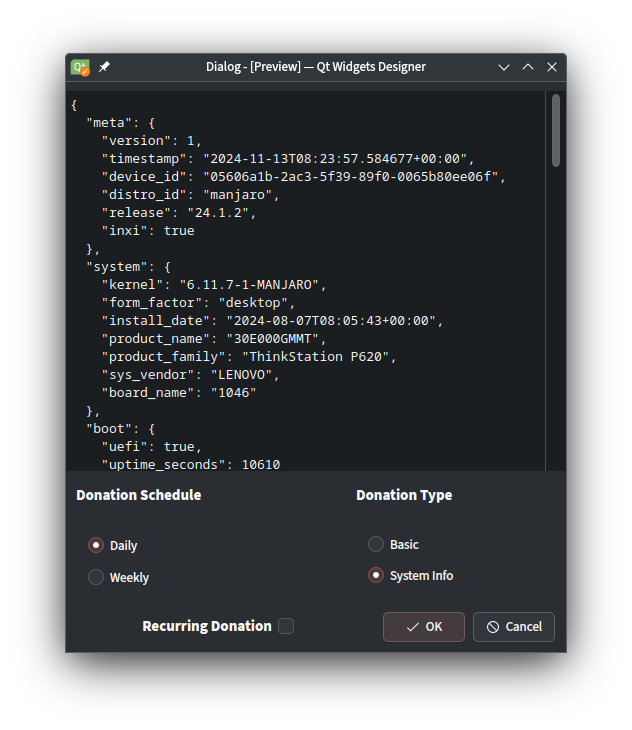 Dialog - [Preview] — Qt Widgets Designer
{
  "meta": {
    "version": 1,
    "timestamp": "2024-11-13T08:23:57.584677+00:00",
    "device_id": "05606a1b-2ac3-5f39-89f0-0065b80ee06f",
    "distro_id": "manjaro",
    "release": "24.1.2",
    "inxi": true
  },
  "system": {
    "kernel": "6.11.7-1-MANJARO",
    "form_factor": "desktop",
    "install_date": "2024-08-07T08:05:43+00:00",
    "product_name": "30E000GMMT",
    "product_family": "ThinkStation P620",
    "sys_vendor": "LENOVO",
    "board_name": "1046"
  },
  "boot": {
    "uefi": true,
    "uptime_seconds": 10610
Donation Schedule
Daily
Weekly
Donation Type
Basic
System Info
Recurring Donation
OK
Cancel